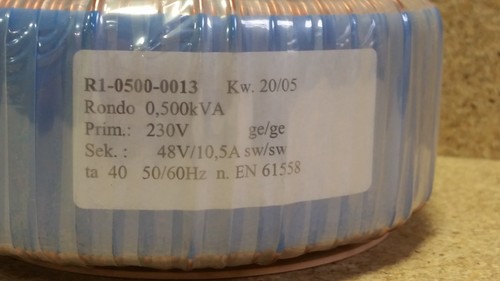 R1-0500-0013 Kw. 20/05
Rondo 0,500kVA
Prim.: 230V ge/ge
Sek. : 48V/10,5A sw/sw
ta 40 50/60Hz n. EN 61558